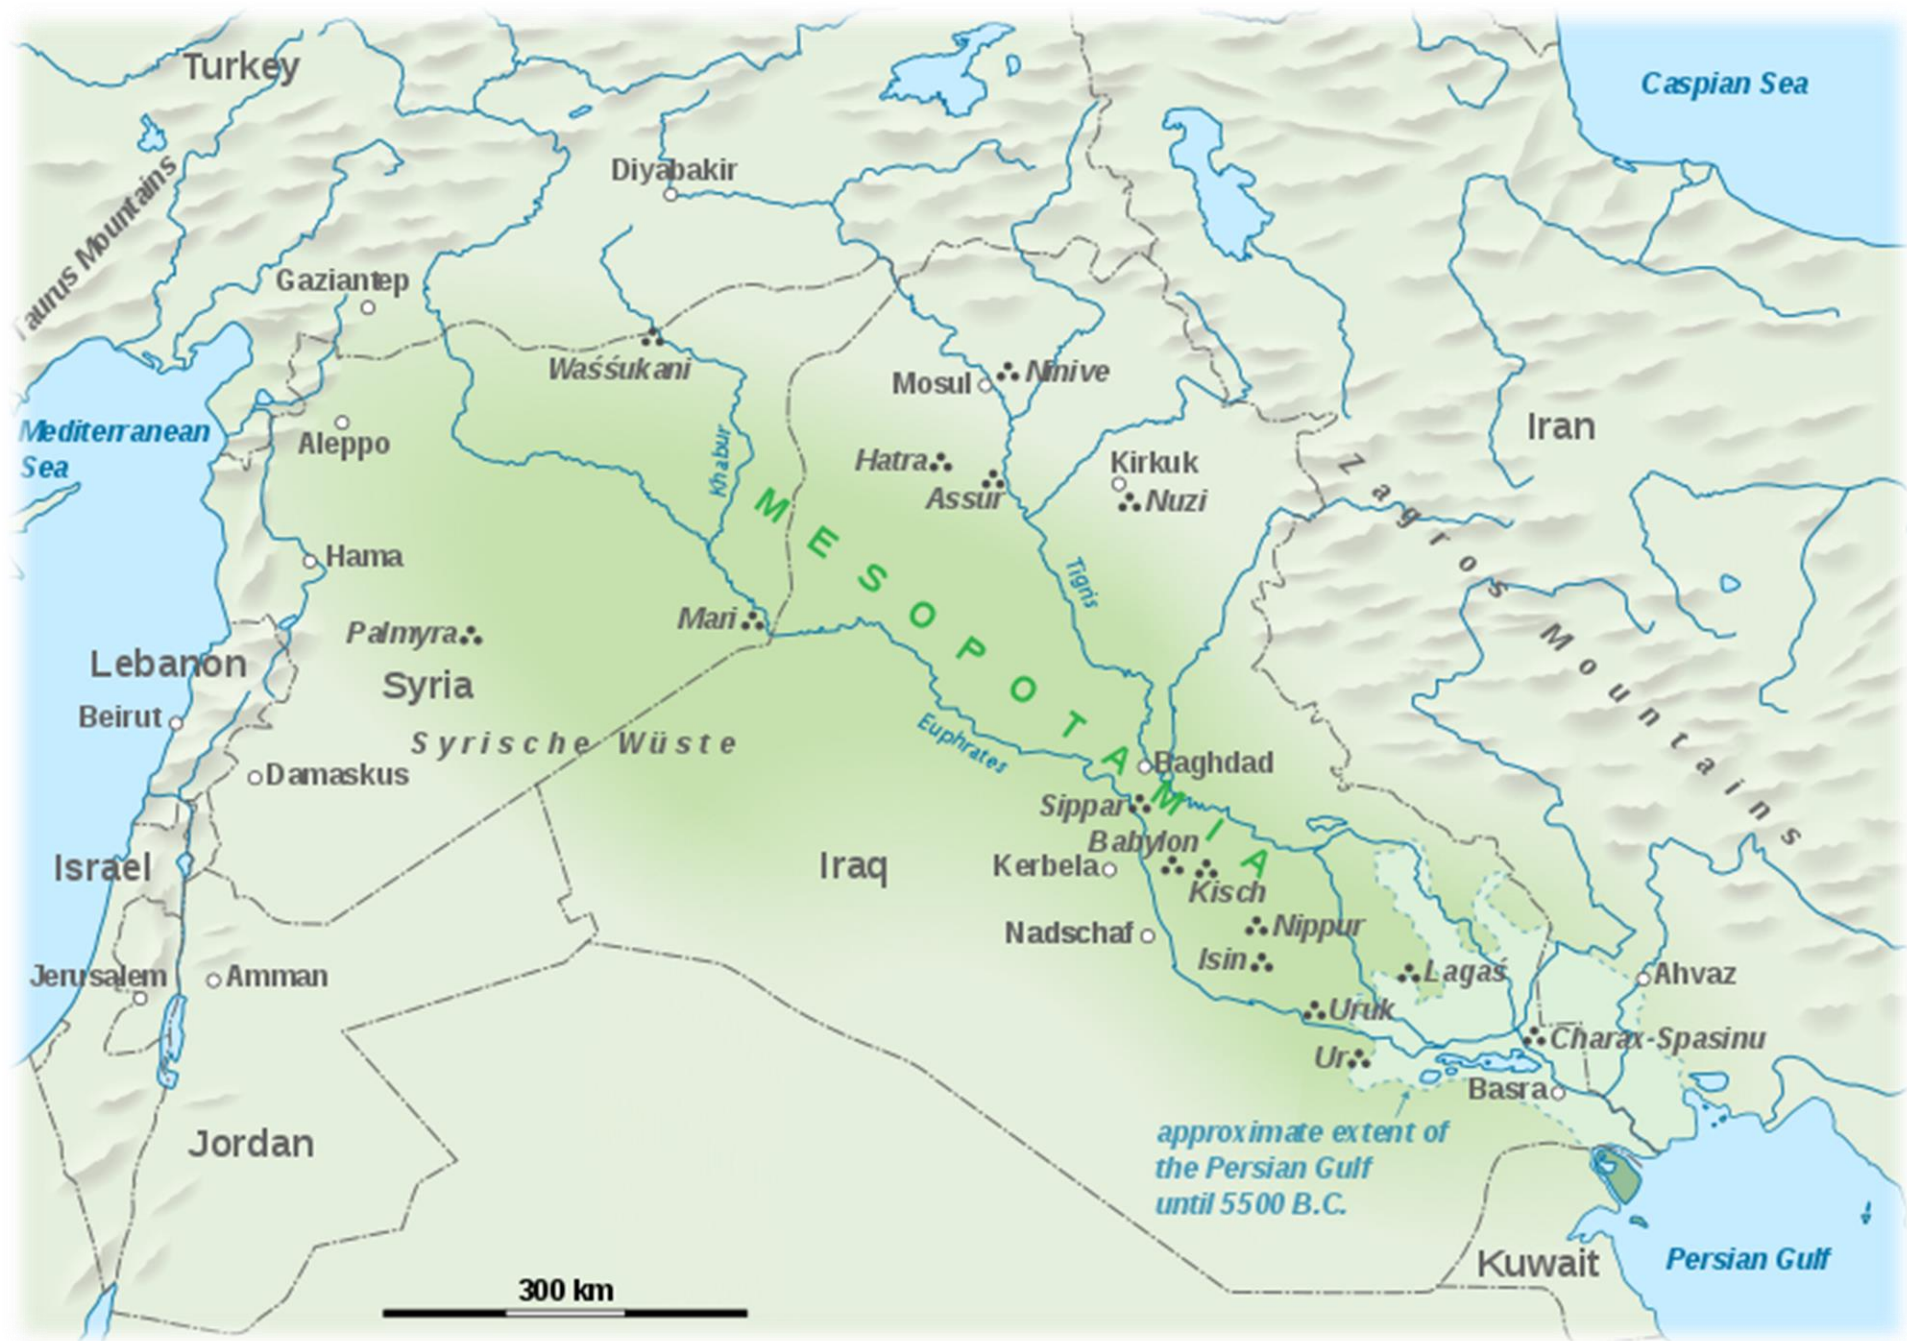 Turkey
Caspian Sea
Diyabakir
Taurus Mountains
Gaziantep
Waśśukani
Mosul
Ninive
Mediterranean
Sea
Aleppo
Iran
Khabur
Hatra
Assur
Kirkuk
Nuzi
Zagros Mountains
MESOPOTAMIA
Hama
Tigris
Mari
Palmyra
Lebanon
Syria
Beirut
Euphrates
Syrische Wüste
Damaskus
Baghdad
Sippar
Babylon
Israel
Iraq
Kerbela
Kisch
Nippur
Nadschaf
Isin
Jerusalem
Amman
Lagaś
Ahvaz
Uruk
Charax-Spasinu
Ur
Basra
approximate extent of
the Persian Gulf
until 5500 B.C.
Jordan
Kuwait
Persian Gulf
300 km